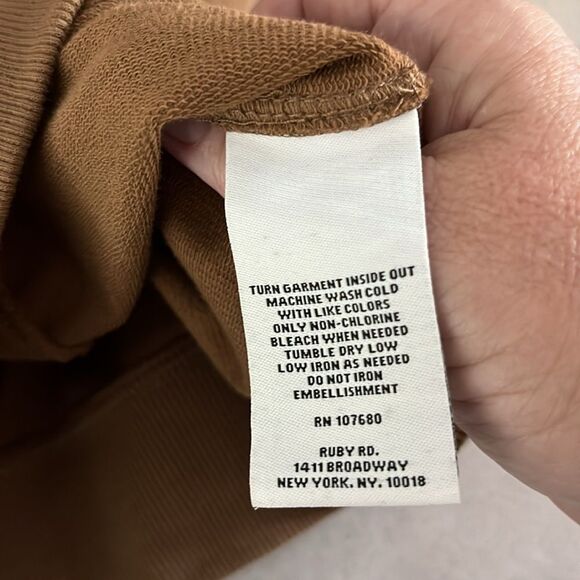 TURN GARMENT INSIDE OUT
MACHINE WASH COLD
WITH LIKE COLORS
ONLY NON-CHLORINE
BLEACH WHEN NEEDED
TUMBLE DRY LOW
LOW IRON AS NEEDED
DO NOT IRON
EMBELLISHMENT
RN 107680
RUBY RD.
1411 BROADWAY
NEW YORK. NY. 10018